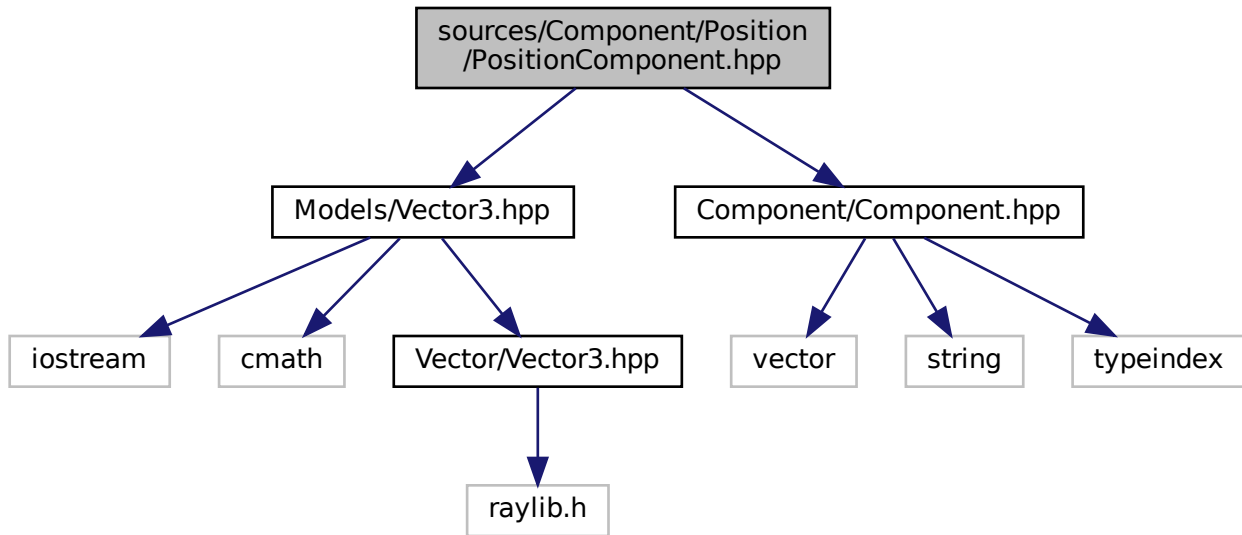 sources/Component/Position
/PositionComponent.hpp
Models/Vector3.hpp
Component/Component.hpp
iostream
cmath
Vector/Vector3.hpp
vector
string
typeindex
raylib.h